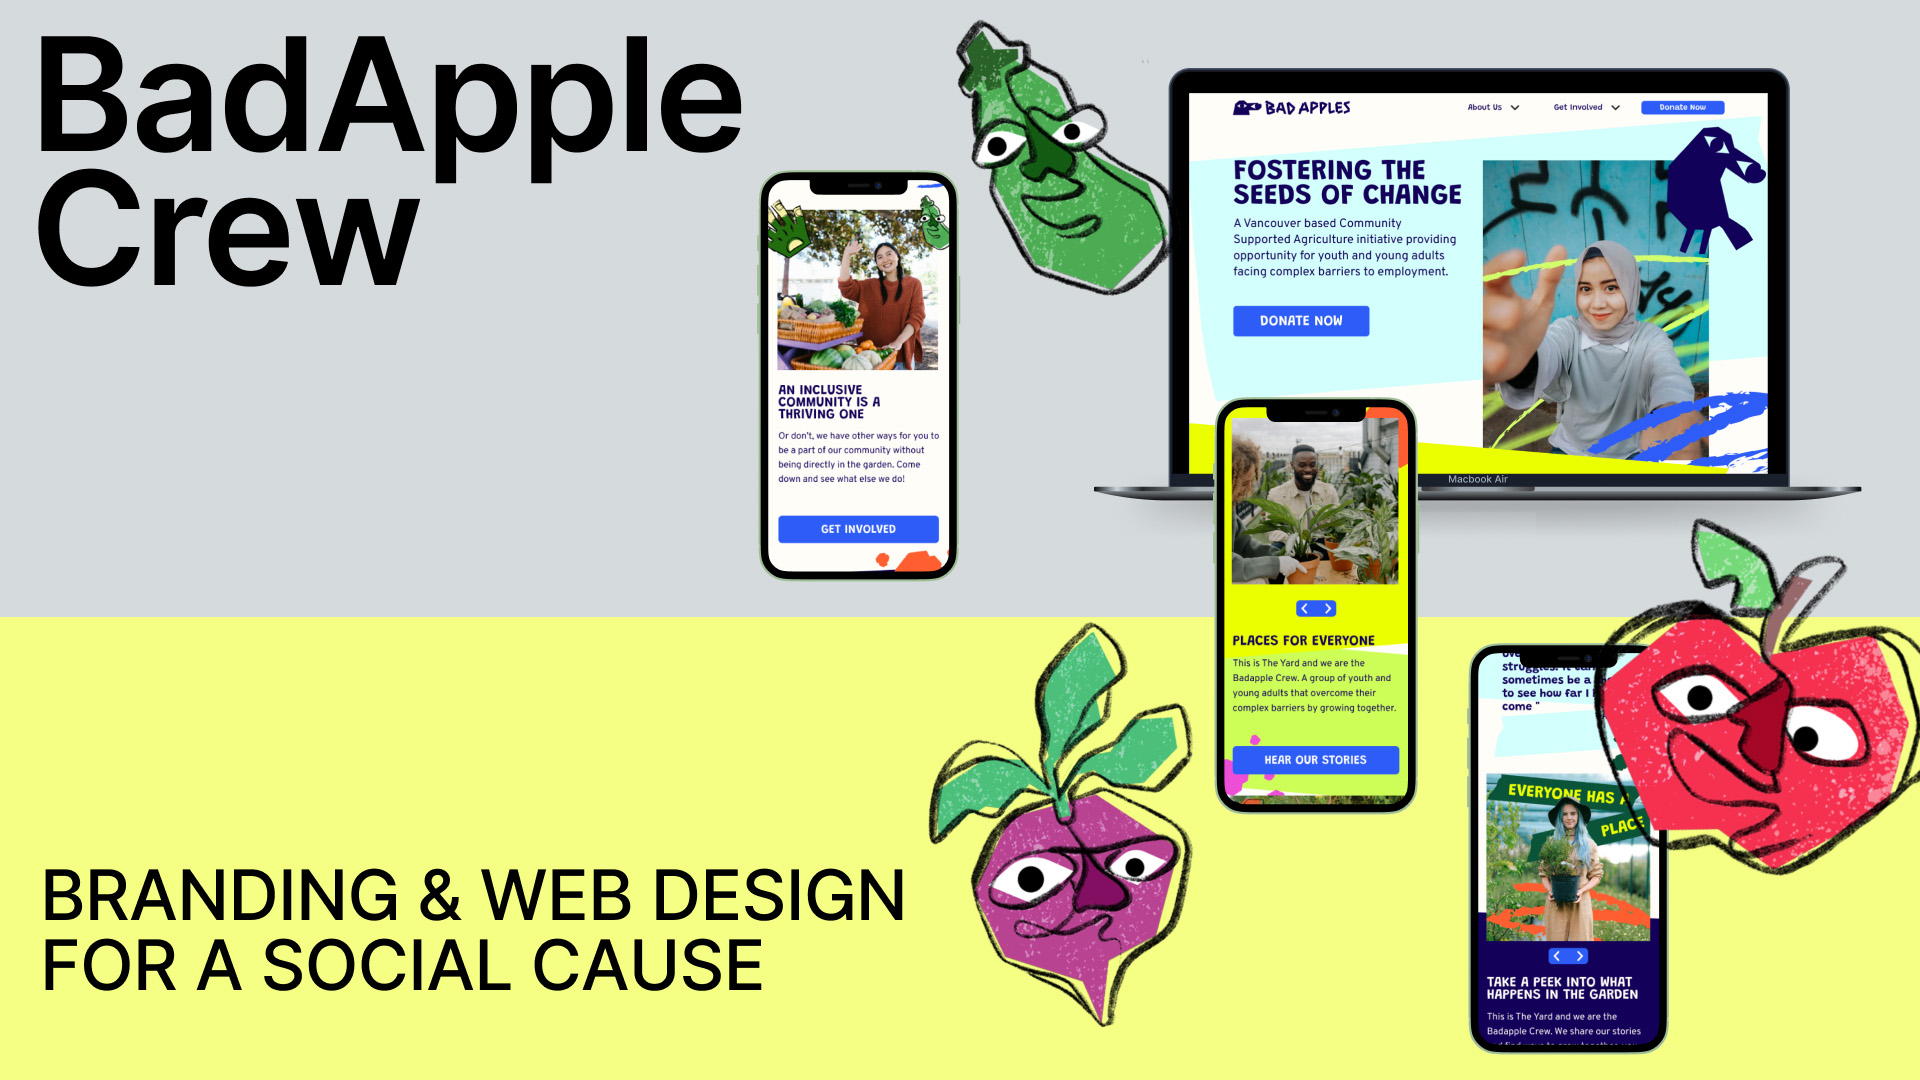 BadApple
Crew
BRANDING & WEB DESIGN
FOR A SOCIAL CAUSE
AN INCLUSIVE
COMMUNITY IS A
THRIVING ONE
Or don't, we have other ways for you to
be a part of our community without
being directly in the garden. Come
down and see what else we do!
GET INVOLVED
BAD APPLES
About Us
Get Involved
Donate Now
FOSTERING THE
SEEDS OF CHANGE
A Vancouver based Community
Supported Agriculture initiative providing
opportunity for youth and young adults
facing complex barriers to employment.
DONATE NOW
Macbook Air
PLACES FOR EVERYONE
This is The Yard and we are the
Badapple Crew. A group of youth and
young adults that overcome their
complex barriers by growing together.
HEAR OUR STORIES
struggles. It can
sometimes be a
to see how far I
come "
EVERYONE HAS A
PLACE
TAKE A PEEK INTO WHAT
HAPPENS IN THE GARDEN
This is The Yard and we are the
Badapple Crew. We share our stories